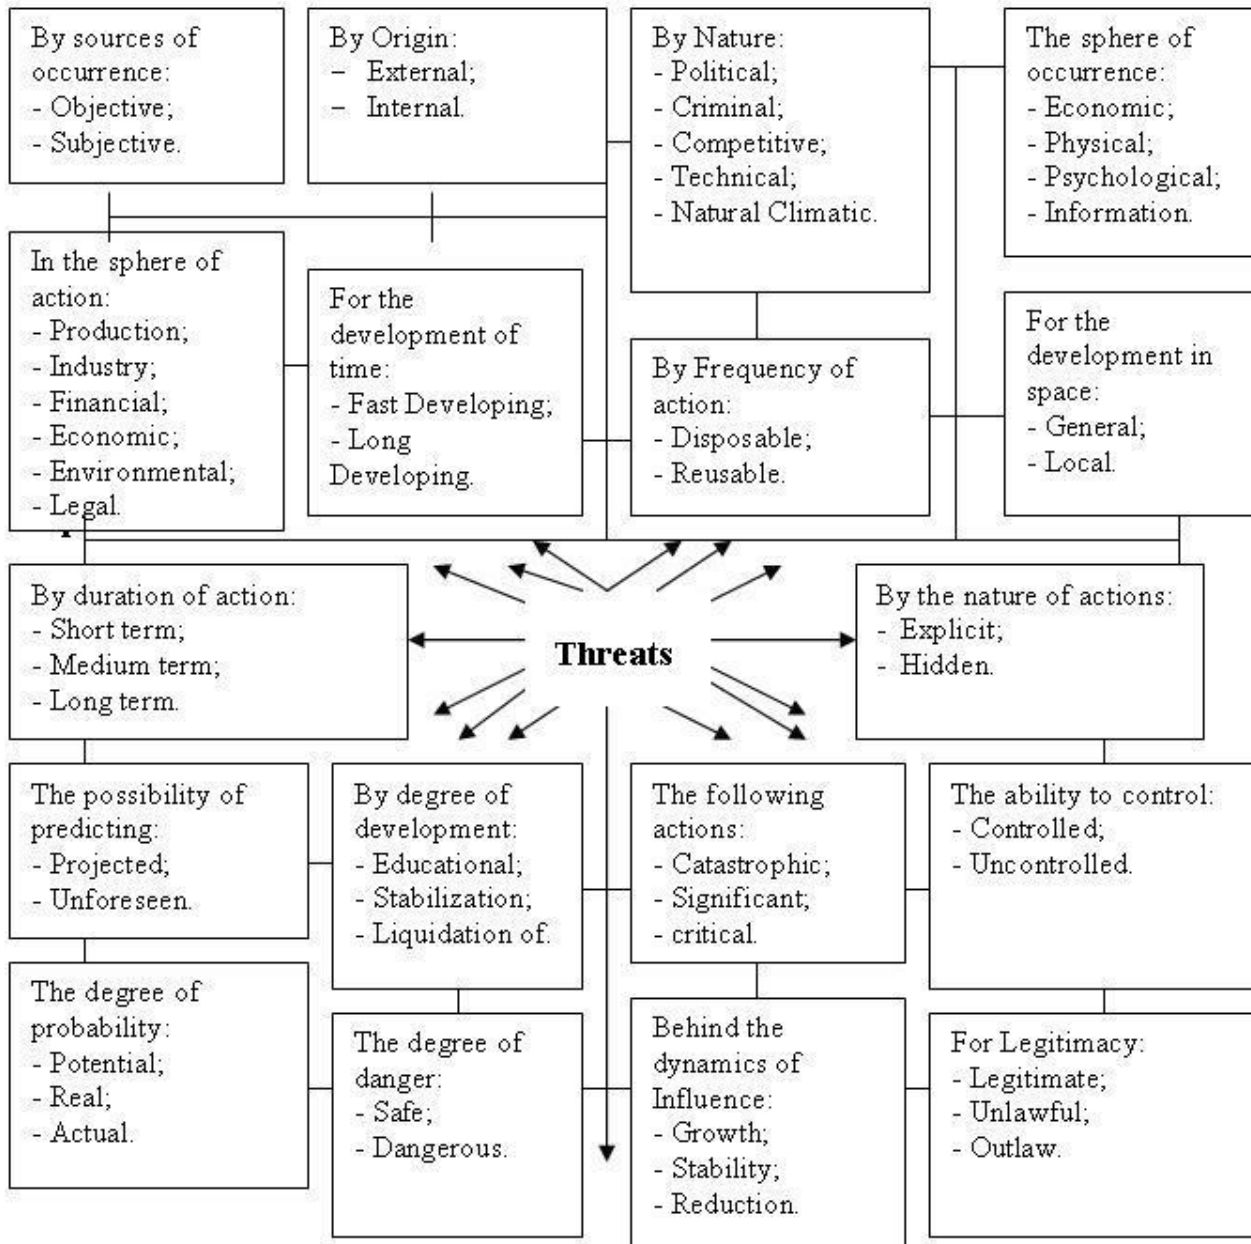 By sources of
occurrence:
- Objective;
- Subjective.
By Origin:
– External;
– Internal.
By Nature:
- Political;
- Criminal;
- Competitive;
- Technical;
- Natural Climatic.
The sphere of
occurrence:
- Economic;
- Physical;
- Psychological;
- Information.
In the sphere of
action:
- Production;
- Industry;
- Financial;
- Economic;
- Environmental;
- Legal.
For the
development of
time:
- Fast Developing;
- Long
Developing.
By Frequency of
action:
- Disposable;
- Reusable.
For the
development in
space:
- General;
- Local.
By duration of action:
- Short term;
- Medium term;
- Long term.
Threats
By the nature of actions:
- Explicit;
- Hidden.
The possibility of
predicting:
- Projected;
- Unforeseen.
By degree of
development:
- Educational;
- Stabilization;
- Liquidation of.
The following
actions:
- Catastrophic;
- Significant;
- critical.
The ability to control:
- Controlled;
- Uncontrolled.
The degree of
probability:
- Potential;
- Real;
- Actual.
The degree of
danger:
- Safe;
- Dangerous.
Behind the
dynamics of
Influence:
- Growth;
- Stability;
- Reduction.
For Legitimacy:
- Legitimate;
- Unlawful;
- Outlaw.